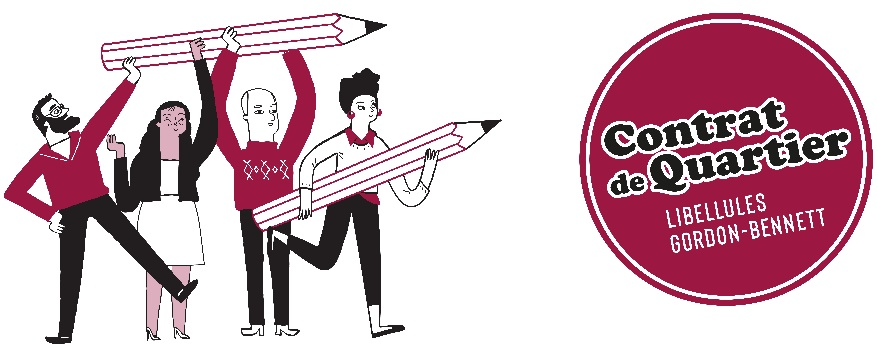 Contrat
de Quartier
LIBELLULES
GORDON-BENNETT